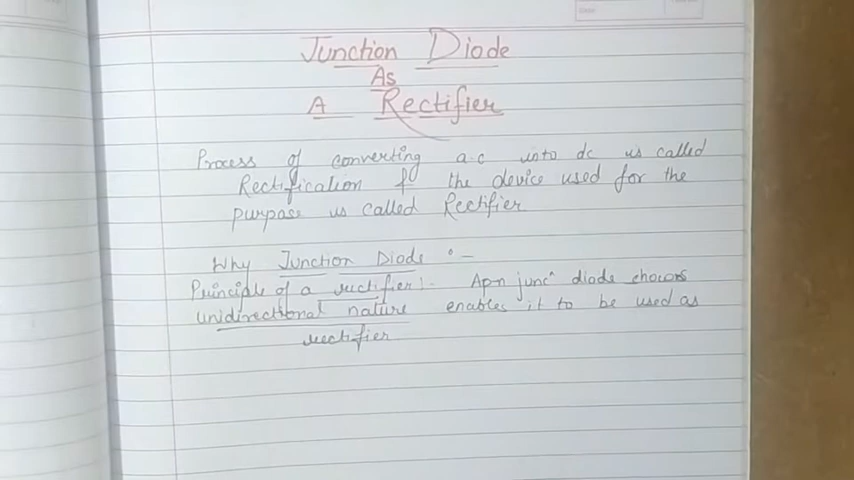 Junction Diode
As
A Rectifier
Process of converting a.c into dc is called
Rectification & the device used for the
purpose is called Rectifier
Why Junction Diode :-
Principle of a rectifier:- A pn juncn diode shows
unidirectional nature enables it to be used as
rectifier